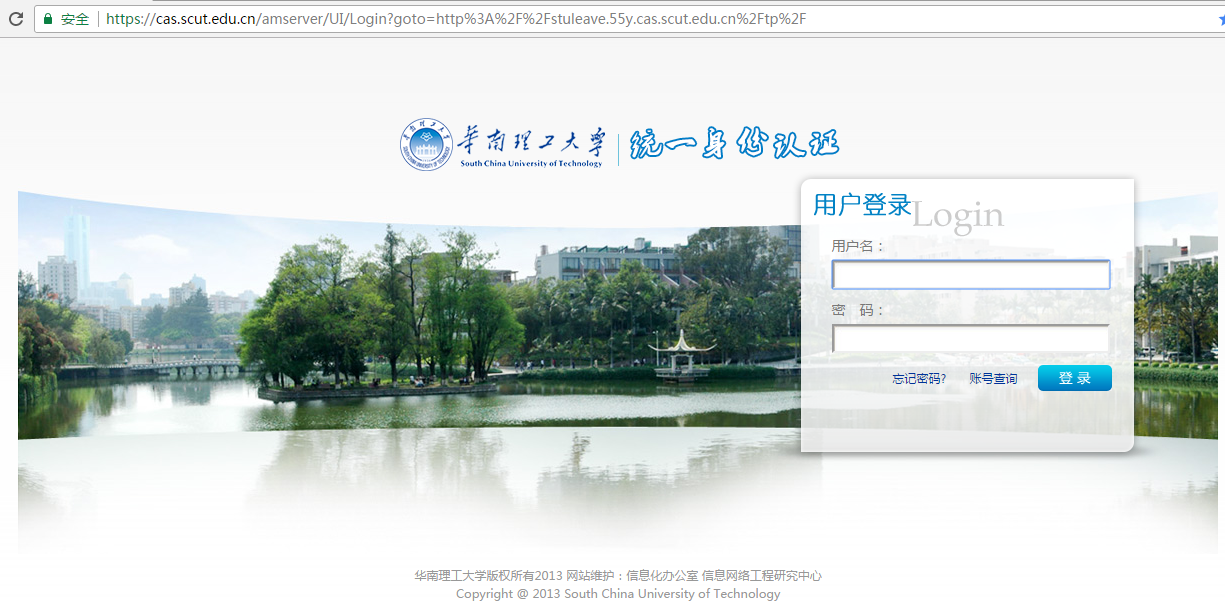 安全 https://cas.scut.edu.cn/amserver/UI/Login?goto=http%3A%2F%2Fstuleave.55y.cas.scut.edu.cn%2Ftp%2F
华南理工大学 统一身份认证
South China University of Technology
用户登录Login
用户名：
密 码：
忘记密码? 账号查询 登 录
华南理工大学版权所有2013 网站维护：信息化办公室 信息网络工程研究中心
Copyright @ 2013 South China University of Technology